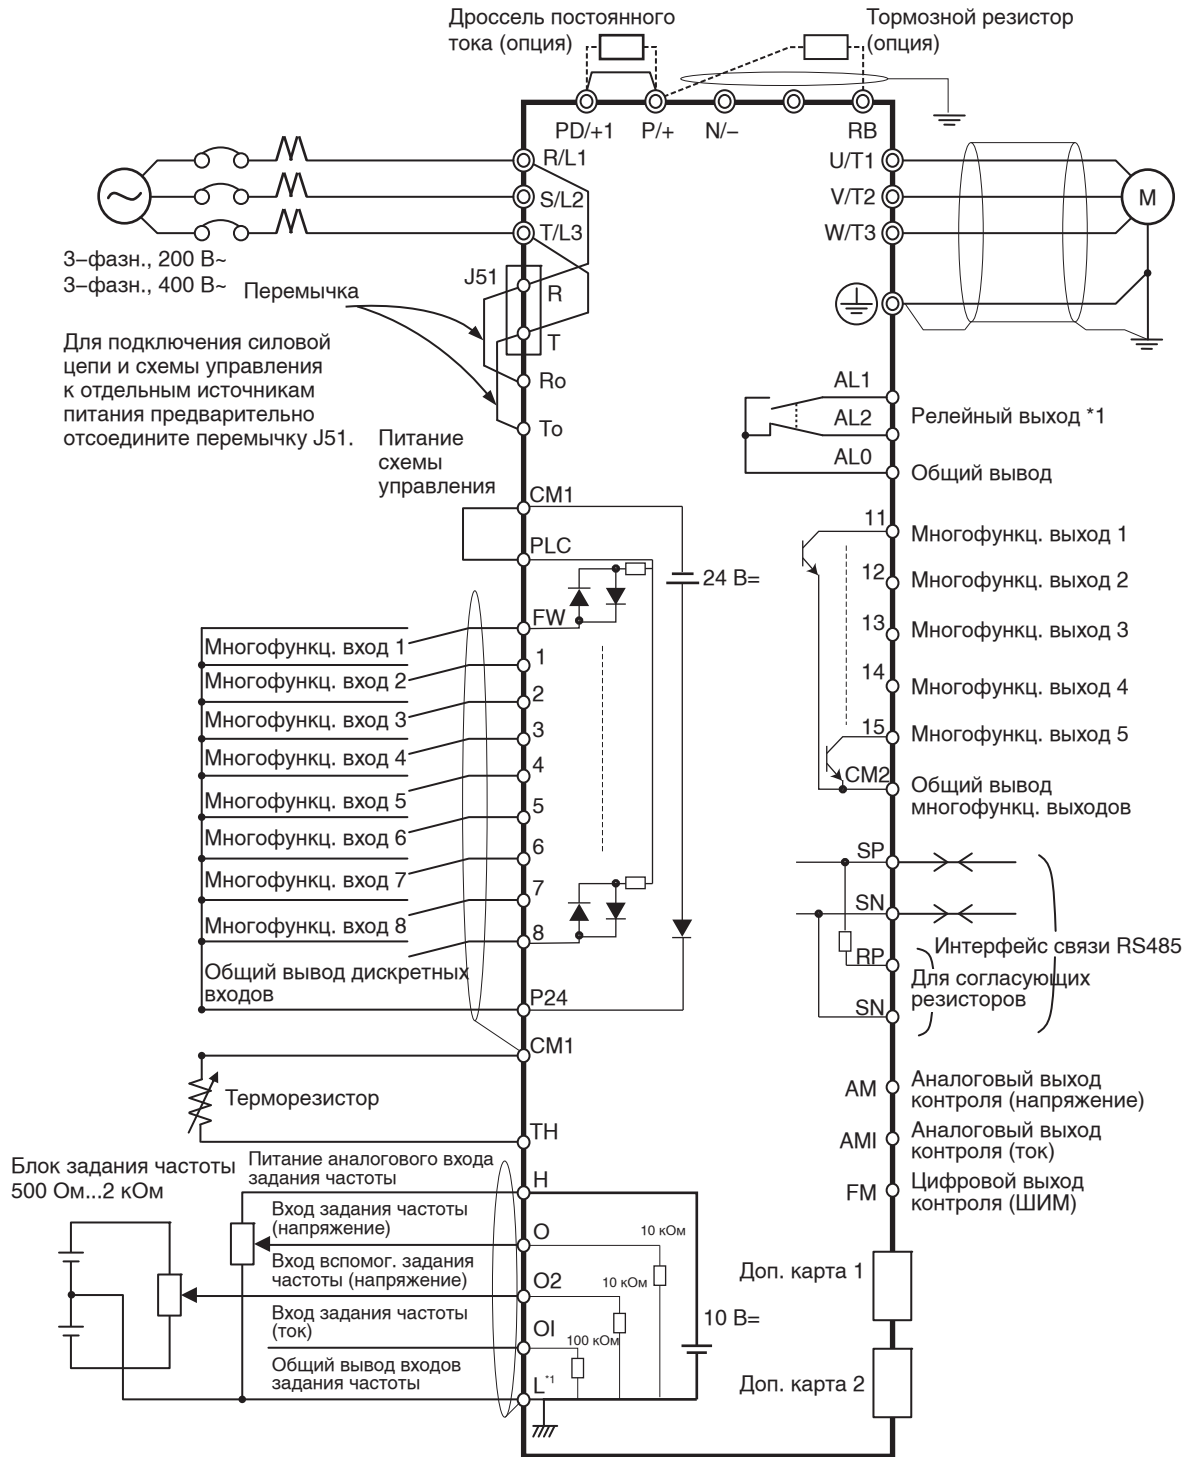 Дроссель постоянного
тока (опция)
Тормозной резистор
(опция)
PD/+1
P/+
N/–
RB
R/L1
S/L2
T/L3
U/T1
V/T2
W/T3
M
3–фазн., 200 В~
3–фазн., 400 В~
Перемычка
J51
R
T
Ro
To
Для подключения силовой
цепи и схемы управления
к отдельным источникам
питания предварительно
отсоедините перемычку J51.
Питание
схемы
управления
AL1
AL2
AL0
Релейный выход *1
Общий вывод
CM1
PLC
24 В=
FW
1
2
3
4
5
6
7
8
P24
CM1
TH
Многофункц. вход 1
Многофункц. вход 2
Многофункц. вход 3
Многофункц. вход 4
Многофункц. вход 5
Многофункц. вход 6
Многофункц. вход 7
Многофункц. вход 8
Общий вывод дискретных
входов
11
12
13
14
15
CM2
Многофункц. выход 1
Многофункц. выход 2
Многофункц. выход 3
Многофункц. выход 4
Многофункц. выход 5
Общий вывод
многофункц. выходов
SP
SN
RP
SN
Интерфейс связи RS485
Для согласующих
резисторов
Терморезистор
AM
Аналоговый выход
контроля (напряжение)
AMI
Аналоговый выход
контроля (ток)
FM
Цифровой выход
контроля (ШИМ)
Блок задания частоты
500 Ом...2 кОм
Питание аналогового входа
задания частоты
Вход задания частоты
(напряжение)
Вход вспомог. задания
частоты (напряжение)
Вход задания частоты
(ток)
Общий вывод входов
задания частоты
H
O
O2
OI
L*1
10 кОм
10 кОм
100 кОм
10 В=
Доп. карта 1
Доп. карта 2